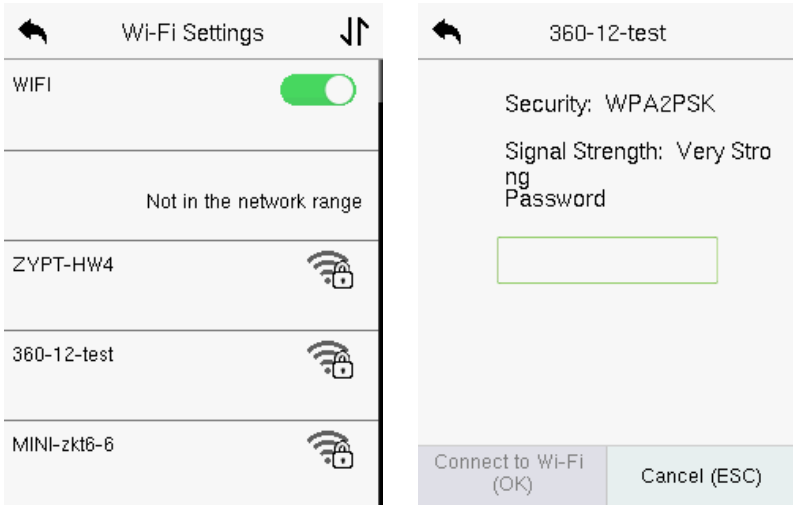 Wi-Fi Settings
WIFI
Not in the network range
ZYPT-HW4
360-12-test
MINI-zkt6-6
360-12-test
Security: WPA2PSK
Signal Strength: Very Stro
ng
Password
Connect to Wi-Fi
(OK)
Cancel (ESC)